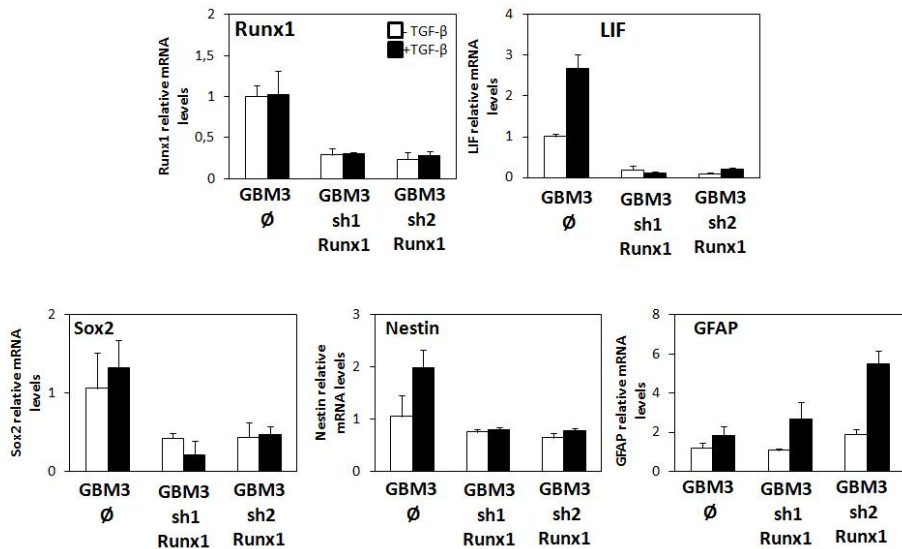 Runx1
- TGF-β
+TGF-β
Runx1 relative mRNA
levels
2
1,5
1
0,5
0
GBM3
Ø
GBM3
sh1
Runx1
GBM3
sh2
Runx1
LIF
LIF relative mRNA
levels
4
3
2
1
0
GBM3
Ø
GBM3
sh1
Runx1
GBM3
sh2
Runx1
Sox2
Sox2 relative mRNA
levels
2
1
0
GBM3
Ø
GBM3
sh1
Runx1
GBM3
sh2
Runx1
Nestin
Nestin relative
mRNA levels
3
2
1
0
GBM3
Ø
GBM3
sh1
Runx1
GBM3
sh2
Runx1
GFAP
GFAP relative mRNA
levels
8
6
4
2
0
GBM3
Ø
GBM3
sh1
Runx1
GBM3
sh2
Runx1